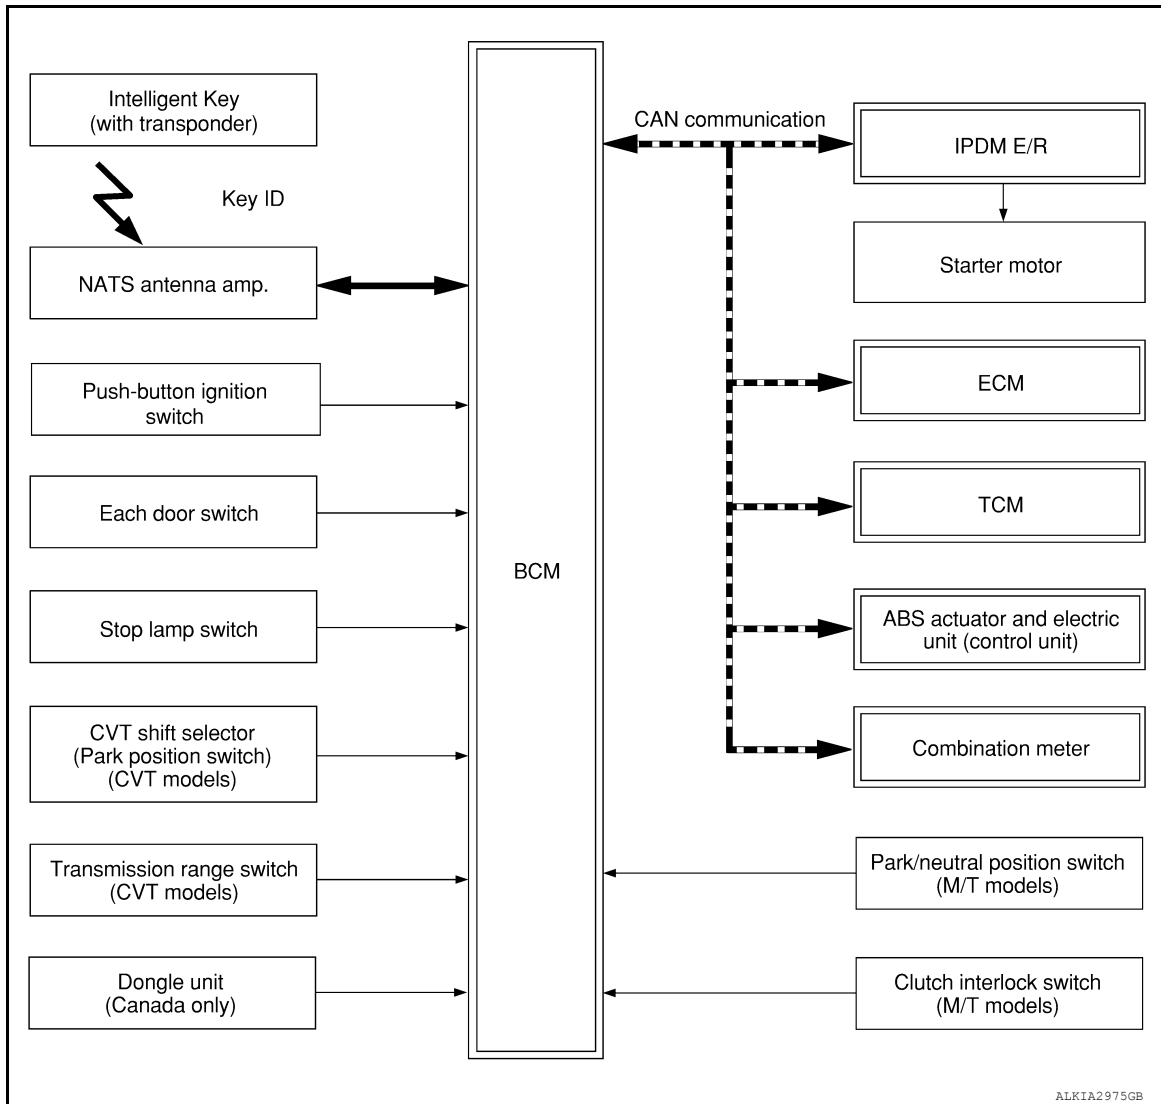 Intelligent Key
(with transponder)
Key ID
NATS antenna amp.
Push-button ignition
switch
Each door switch
Stop lamp switch
CVT shift selector
(Park position switch)
(CVT models)
Transmission range switch
(CVT models)
Dongle unit
(Canada only)
BCM
CAN communication
IPDM E/R
Starter motor
ECM
TCM
ABS actuator and electric
unit (control unit)
Combination meter
Park/neutral position switch
(M/T models)
Clutch interlock switch
(M/T models)
ALKIA2975GB